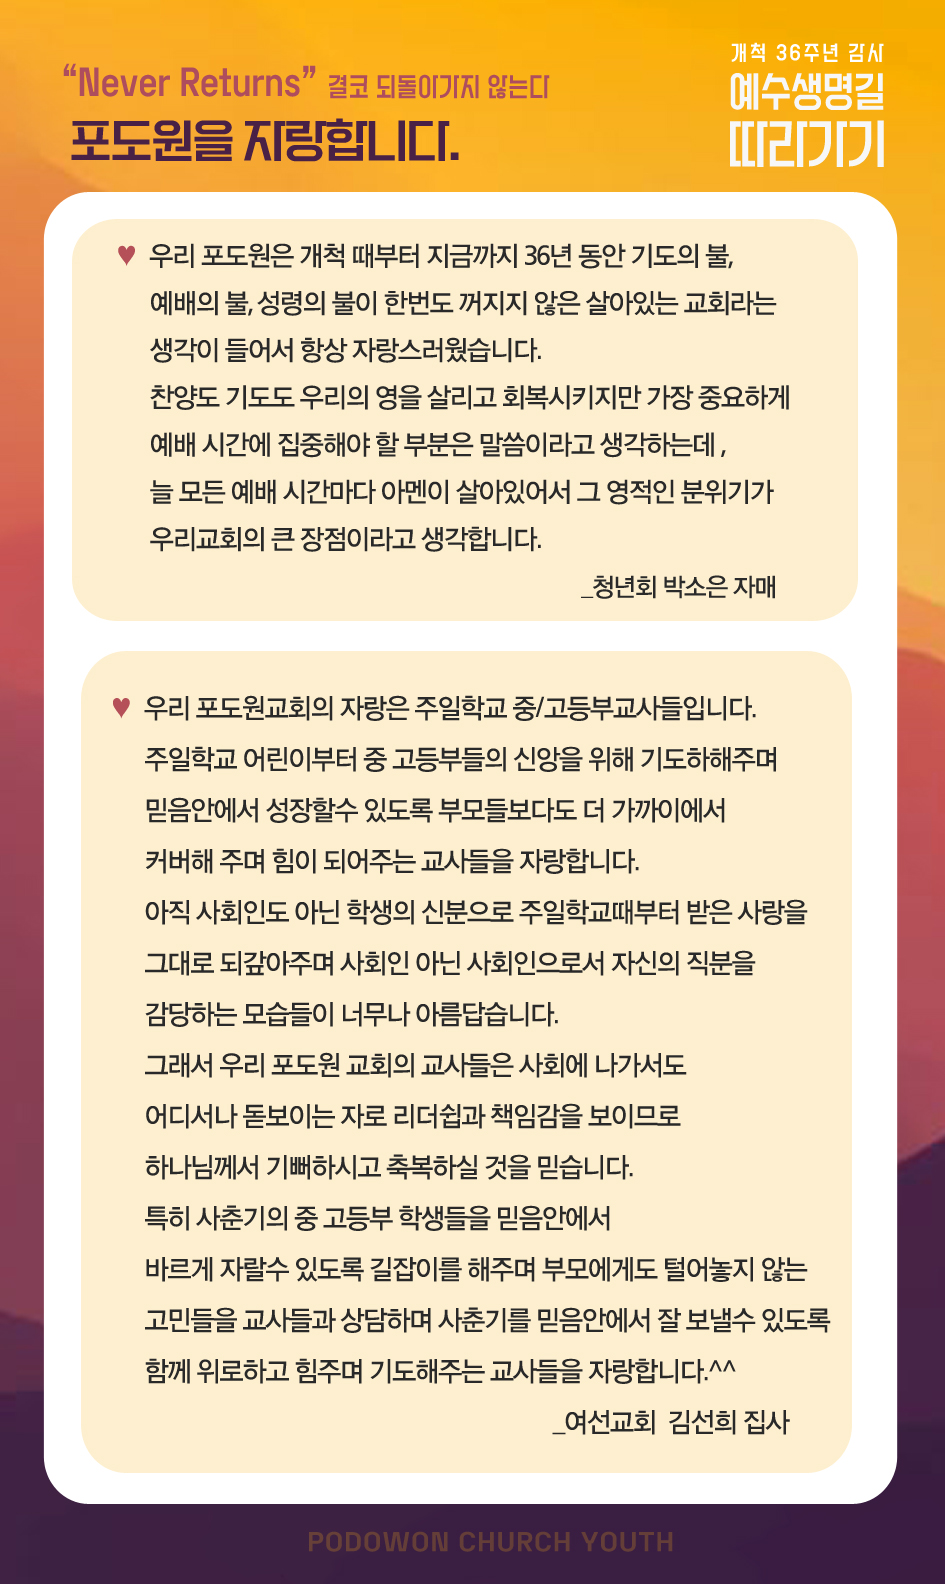 “Never Returns” 결코 되돌아가지 않는다
포도원을 자랑합니다.
개척 36주년 감사
예수생명길
따라가기
♥ 우리 포도원은 개척 때부터 지금까지 36년 동안 기도의 불,
예배의 불, 성령의 불이 한번도 꺼지지 않은 살아있는 교회라는
생각이 들어서 항상 자랑스러웠습니다.
찬양도 기도도 우리의 영을 살리고 회복시키지만 가장 중요하게
예배 시간에 집중해야 할 부분은 말씀이라고 생각하는데 ,
늘 모든 예배 시간마다 아멘이 살아있어서 그 영적인 분위기가
우리교회의 큰 장점이라고 생각합니다.
_청년회 박소은 자매
♥ 우리 포도원교회의 자랑은 주일학교 중/고등부교사들입니다.
주일학교 어린이부터 중 고등부들의 신앙을 위해 기도하해주며
믿음안에서 성장할수 있도록 부모들보다도 더 가까이에서
커버해 주며 힘이 되어주는 교사들을 자랑합니다.
아직 사회인도 아닌 학생의 신분으로 주일학교때부터 받은 사랑을
그대로 되갚아주며 사회인 아닌 사회인으로서 자신의 직분을
감당하는 모습들이 너무나 아름답습니다.
그래서 우리 포도원 교회의 교사들은 사회에 나가서도
어디서나 돋보이는 자로 리더쉽과 책임감을 보이므로
하나님께서 기뻐하시고 축복하실 것을 믿습니다.
특히 사춘기의 중 고등부 학생들을 믿음안에서
바르게 자랄수 있도록 길잡이를 해주며 부모에게도 털어놓지 않는
고민들을 교사들과 상담하며 사춘기를 믿음안에서 잘 보낼수 있도록
함께 위로하고 힘주며 기도해주는 교사들을 자랑합니다.^^
_여선교회 김선희 집사
PODOWON CHURCH YOUTH